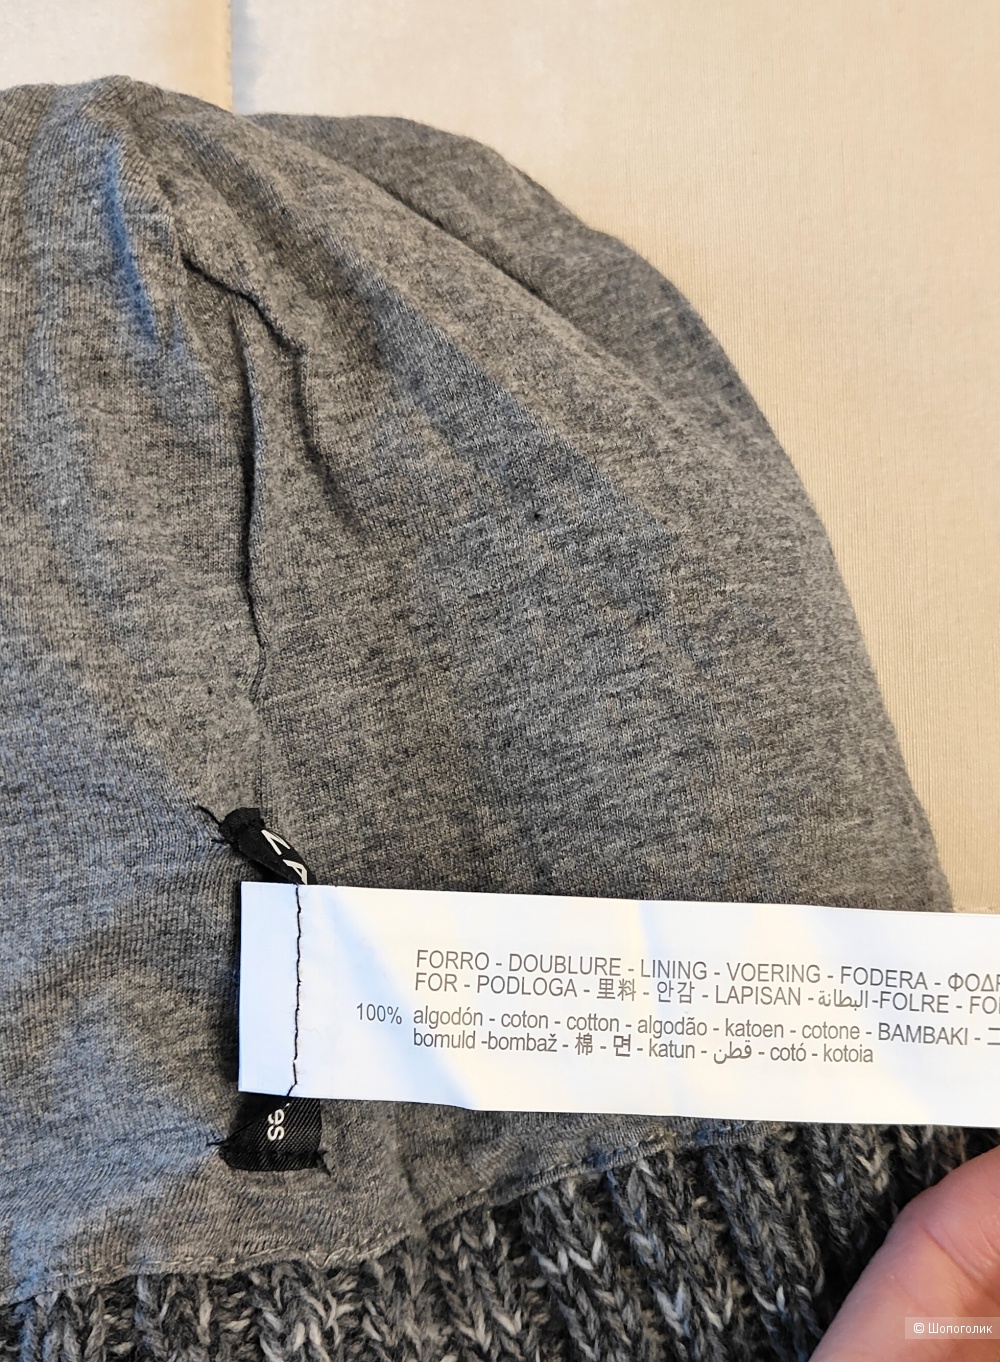 ZA
FORRO - DOUBLURE - LINING - VOERING - FODERA -
FOR - PODLOGA - 里料 - 안감 - LAPISAN - البطانة -FOLRE -
100% algodón - coton - cotton - algodão - katoen - cotone - BAMBAKI -
bomuld -bombaž - 棉 - 면 - katun - قطن - cotó - kotoia
© Шопоголик